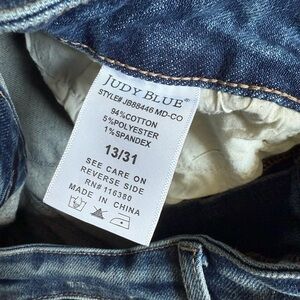 JUDY BLUE®
STYLE# JB88446 MD-CO
94%COTTON
5%POLYESTER
1%SPANDEX
13/31
SEE CARE ON
REVERSE SIDE
RN# 116380
MADE IN CHINA